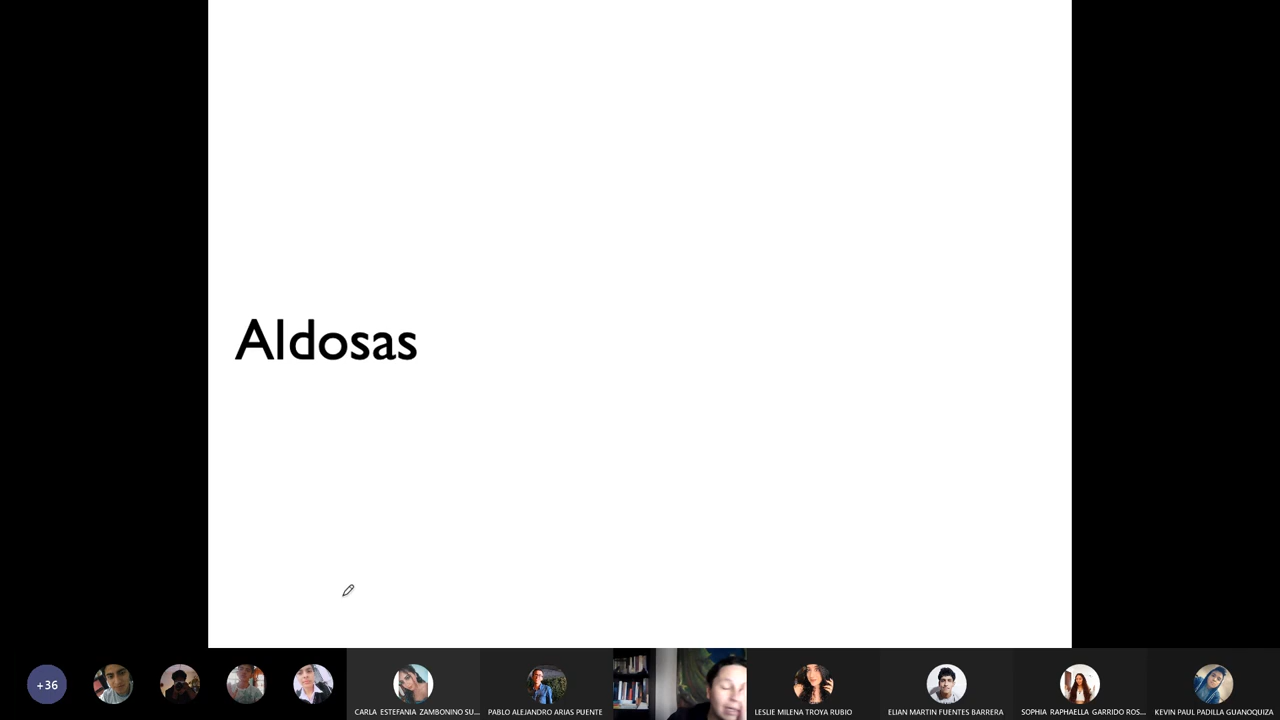 Aldosas
+36
CARLA ESTEFANIA ZAMBONINO SU...
PABLO ALEJANDRO ARIAS PUENTE
LESLIE MILENA TROYA RUBIO
ELIAN MARTIN FUENTES BARRERA
SOPHIA RAPHAELLA GARRIDO ROS...
KEVIN PAUL PADILLA GUANOQUIZA